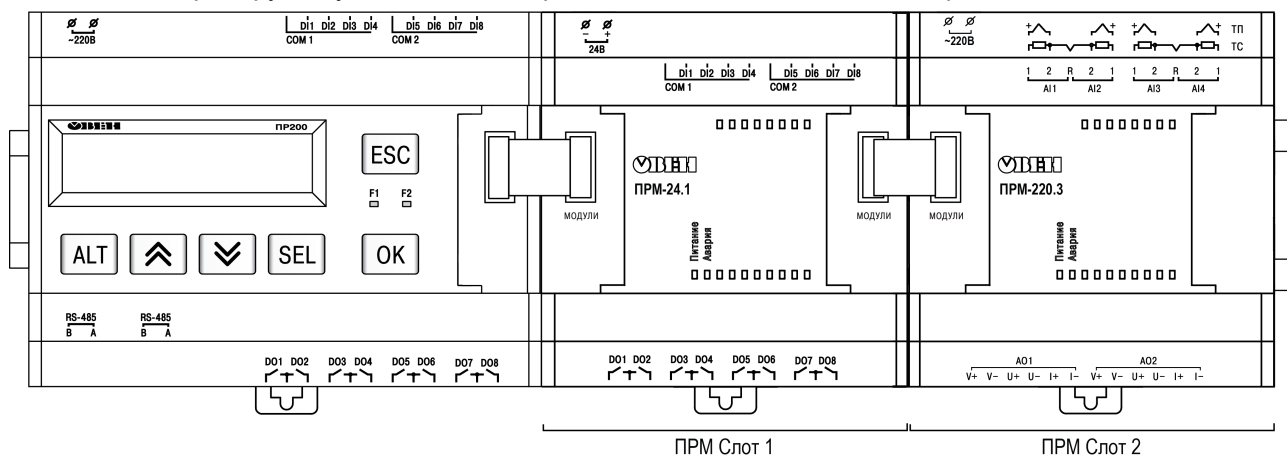 ~220В
DI1 DI2 DI3 DI4
COM 1
DI5 DI6 DI7 DI8
COM 2
- +
24В
DI1 DI2 DI3 DI4
COM 1
DI5 DI6 DI7 DI8
COM 2
~220В
+ + + + ТП
ТС
1 2 R 2 1 1 2 R 2 1
AI1 AI2 AI3 AI4
ОВЕН
ПР200
ESC
F1 F2
ALT
SEL
OK
МОДУЛИ
ОВЕН
ПРМ-24.1
Питание
Авария
МОДУЛИ
МОДУЛИ
ОВЕН
ПРМ-220.3
Питание
Авария
RS-485
B A
RS-485
B A
DO1 DO2 DO3 DO4 DO5 DO6 DO7 DO8
DO1 DO2 DO3 DO4 DO5 DO6 DO7 DO8
AO1 AO2
V+ V- U+ U- I+ I- V+ V- U+ U- I+ I-
ПРМ Слот 1
ПРМ Слот 2